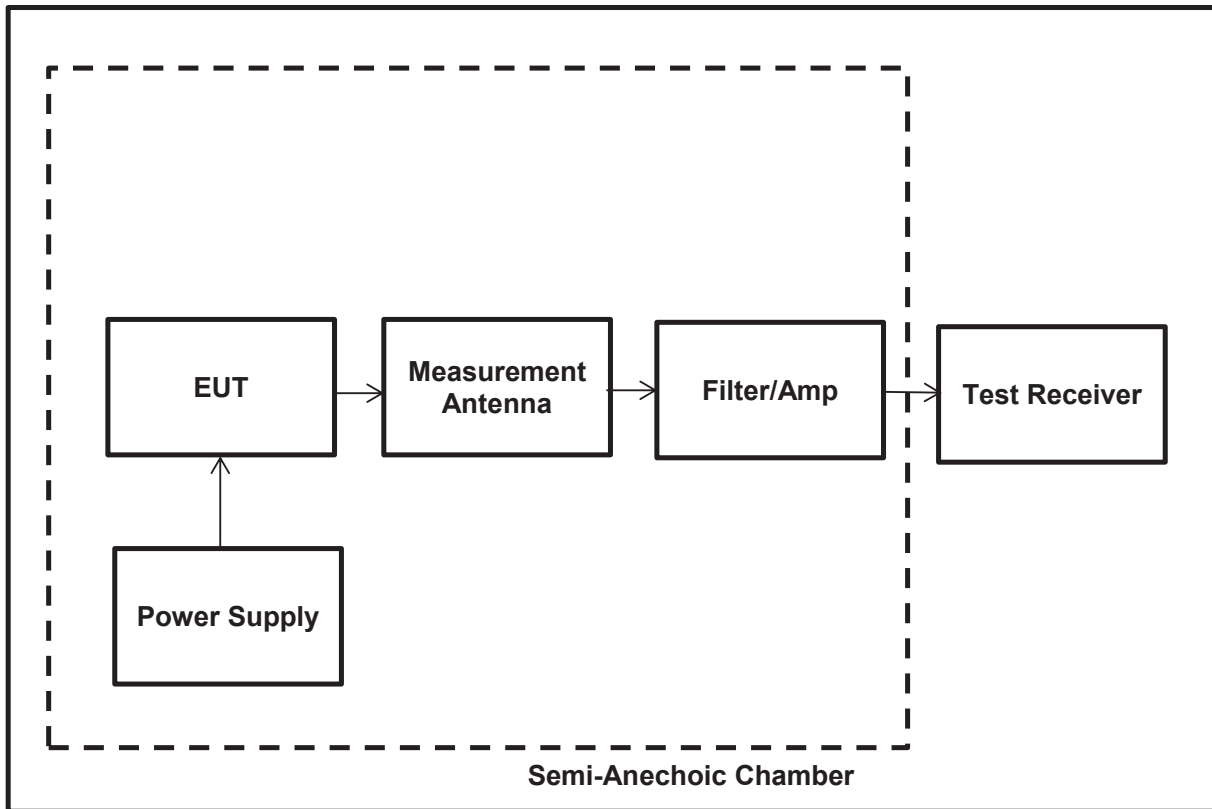 EUT
Measurement
Antenna
Filter/Amp
Test Receiver
Power Supply
Semi-Anechoic Chamber